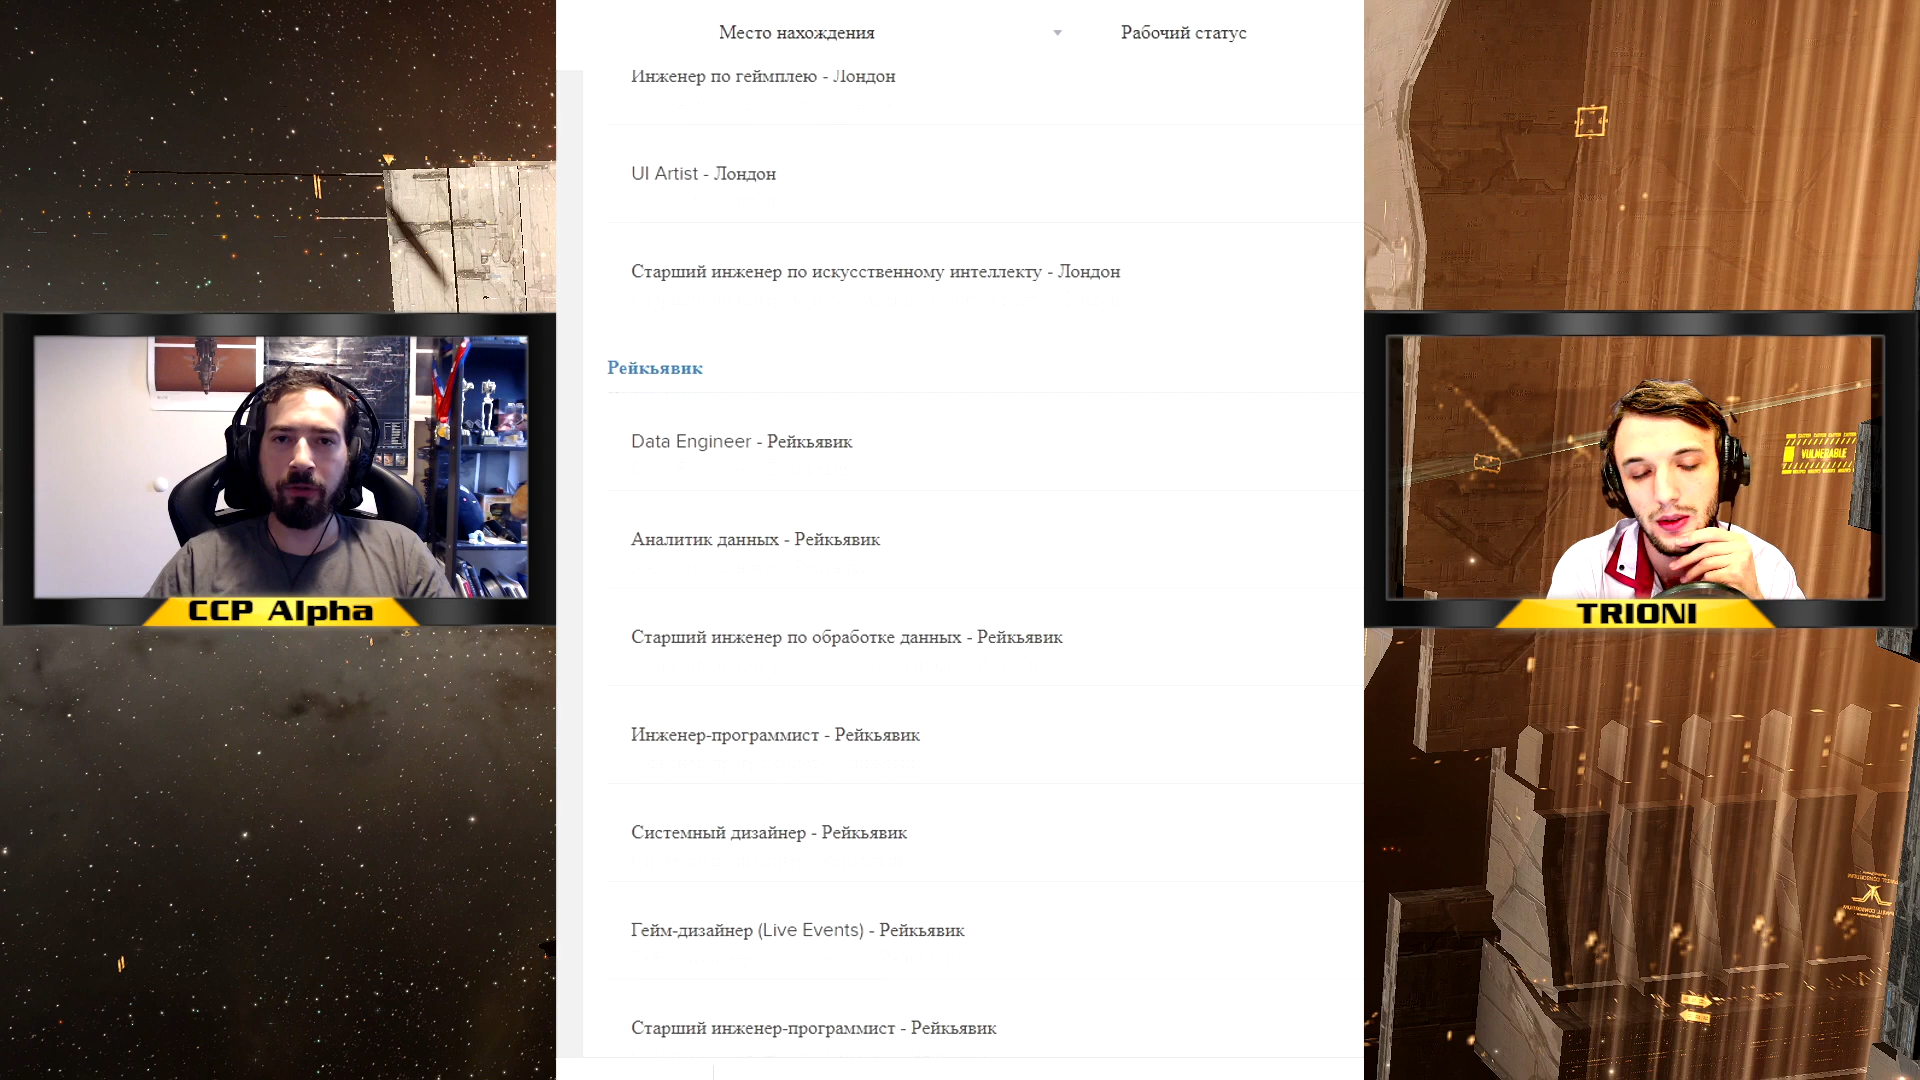 Место нахождения
Рабочий статус
Инженер по геймплею - Лондон
UI Artist - Лондон
Старший инженер по искусственному интеллекту - Лондон
Рейкьявик
Data Engineer - Рейкьявик
Аналитик данных - Рейкьявик
Старший инженер по обработке данных - Рейкьявик
Инженер-программист - Рейкьявик
Системный дизайнер - Рейкьявик
Гейм-дизайнер (Live Events) - Рейкьявик
Старший инженер-программист - Рейкьявик
CCP Alpha
VULNERABLE
TRIONI